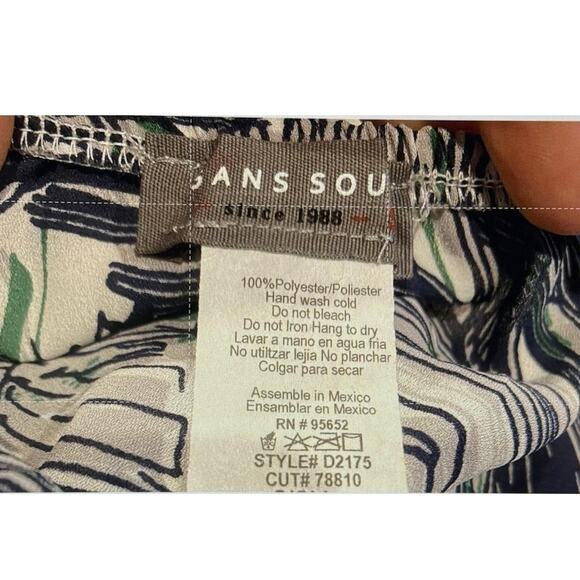 SANS SOU
since 1988
100%Polyester/Poliester
Hand wash cold
Do not bleach
Do not Iron/Hang to dry
Lavar a mano en agua fria
No utiltzar lejia/No planchar
Colgar para secar
Assemble in Mexico
Ensamblar en Mexico
RN # 95652
STYLE# D2175
CUT# 78810